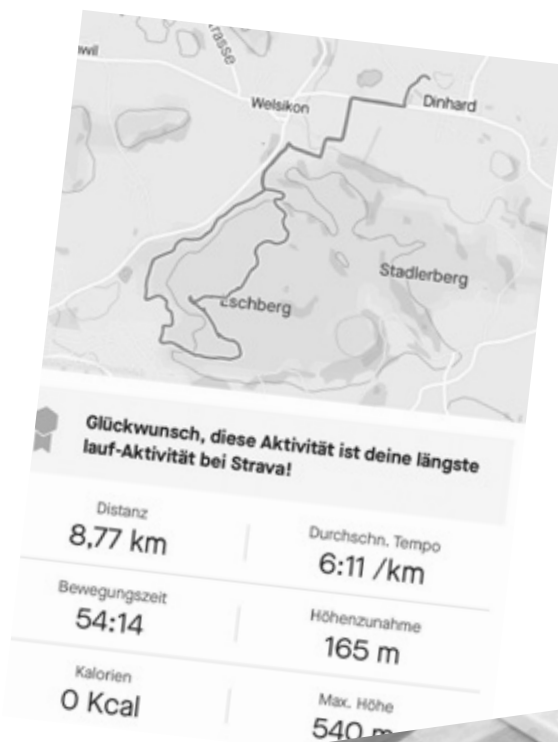 Welsikon
Dinhard
Stadlerberg
Eschberg
Glückwunsch, diese Aktivität ist deine längste
lauf-Aktivität bei Strava!
Distanz
8,77 km
Durchschn. Tempo
6:11 /km
Bewegungszeit
54:14
Höhenzunahme
165 m
Kalorien
0 Kcal
Max. Höhe
540 m